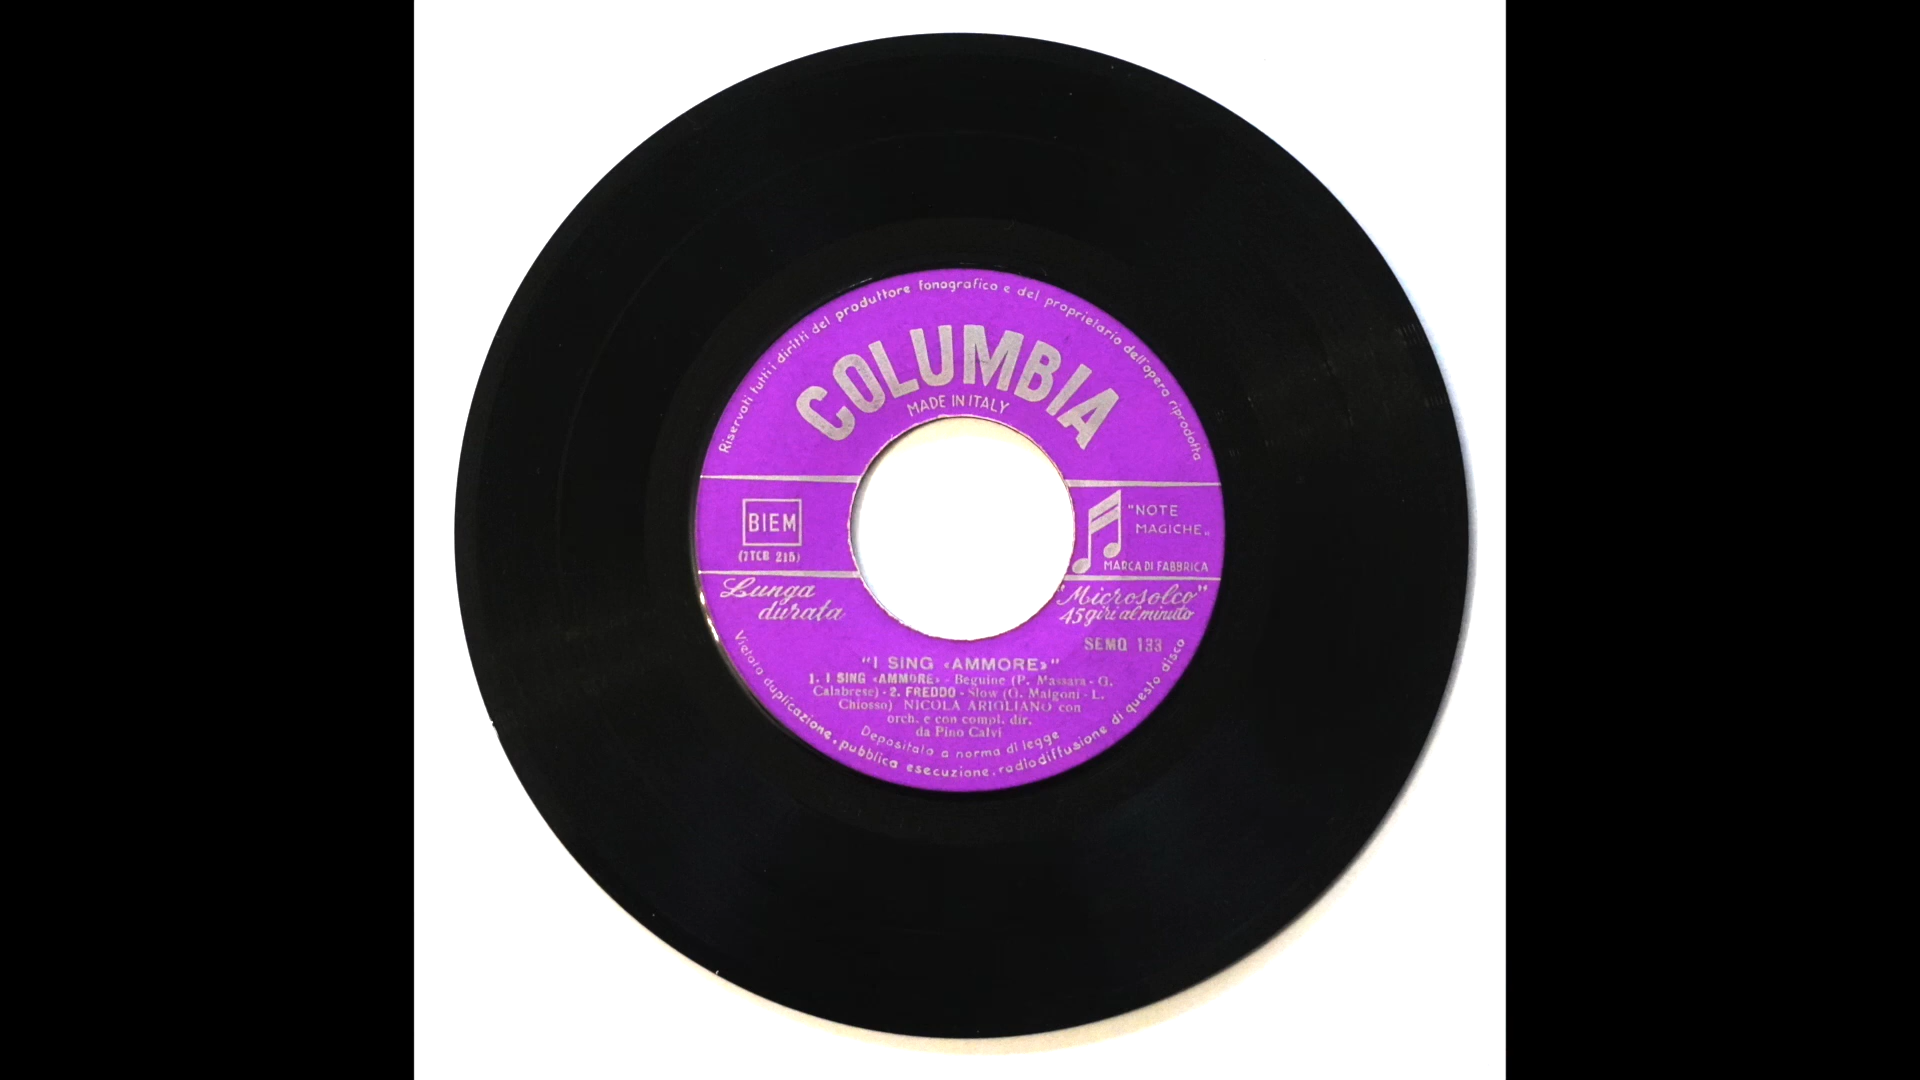 Riservati tutti i diritti del produttore fonografico e del proprietario dell'opera riprodotta
COLUMBIA
MADE IN ITALY
BIEM
(7TCB 215)
"NOTE
MAGICHE„
MARCA DI FABBRICA
Lunga
durata
"Microsolco"
45 giri al minuto
SEMQ 133
"I SING «AMMORE»"
1. I SING «AMMORE» - Beguine (P. Massara - G.
Calabrese) - 2. FREDDO - Slow (G. Malgoni - L.
Chiosso) NICOLA ARIGLIANO con
orch. e con compl. dir.
da Pino Calvi
Depositato a norma di legge
Vietata duplicazione, pubblica esecuzione, radiodiffusione di questo disco